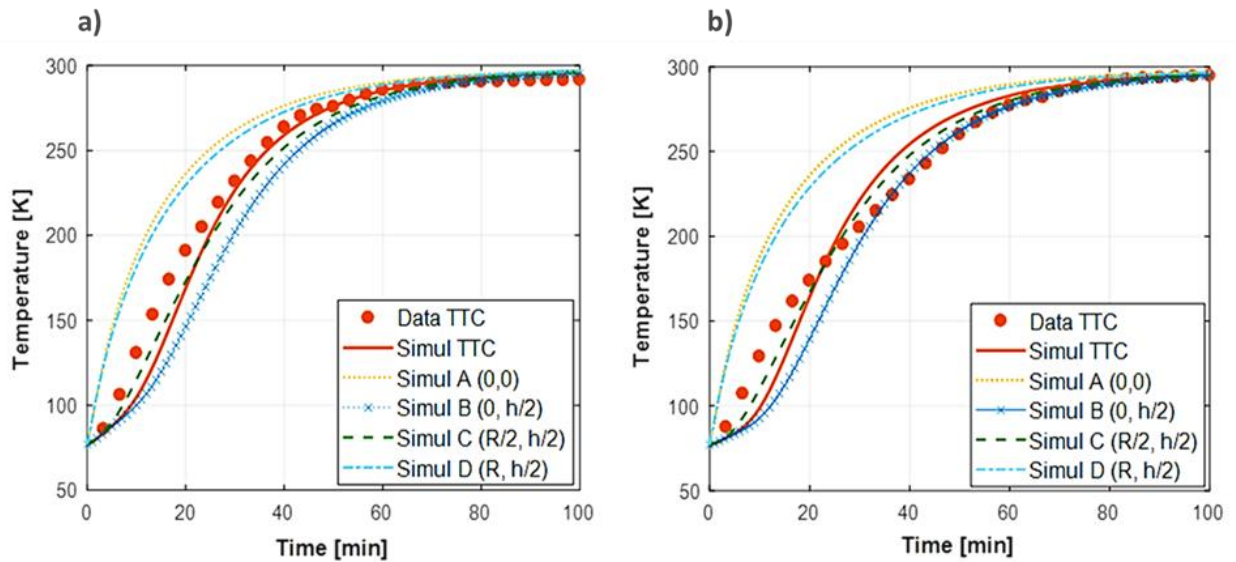 a)
300
250
200
150
100
50
Temperature [K]
Data TTC
Simul TTC
Simul A (0,0)
Simul B (0, h/2)
Simul C (R/2, h/2)
Simul D (R, h/2)
0
20
40
60
80
100
Time [min]
b)
300
250
200
150
100
50
Temperature [K]
Data TTC
Simul TTC
Simul A (0,0)
Simul B (0, h/2)
Simul C (R/2, h/2)
Simul D (R, h/2)
0
20
40
60
80
100
Time [min]